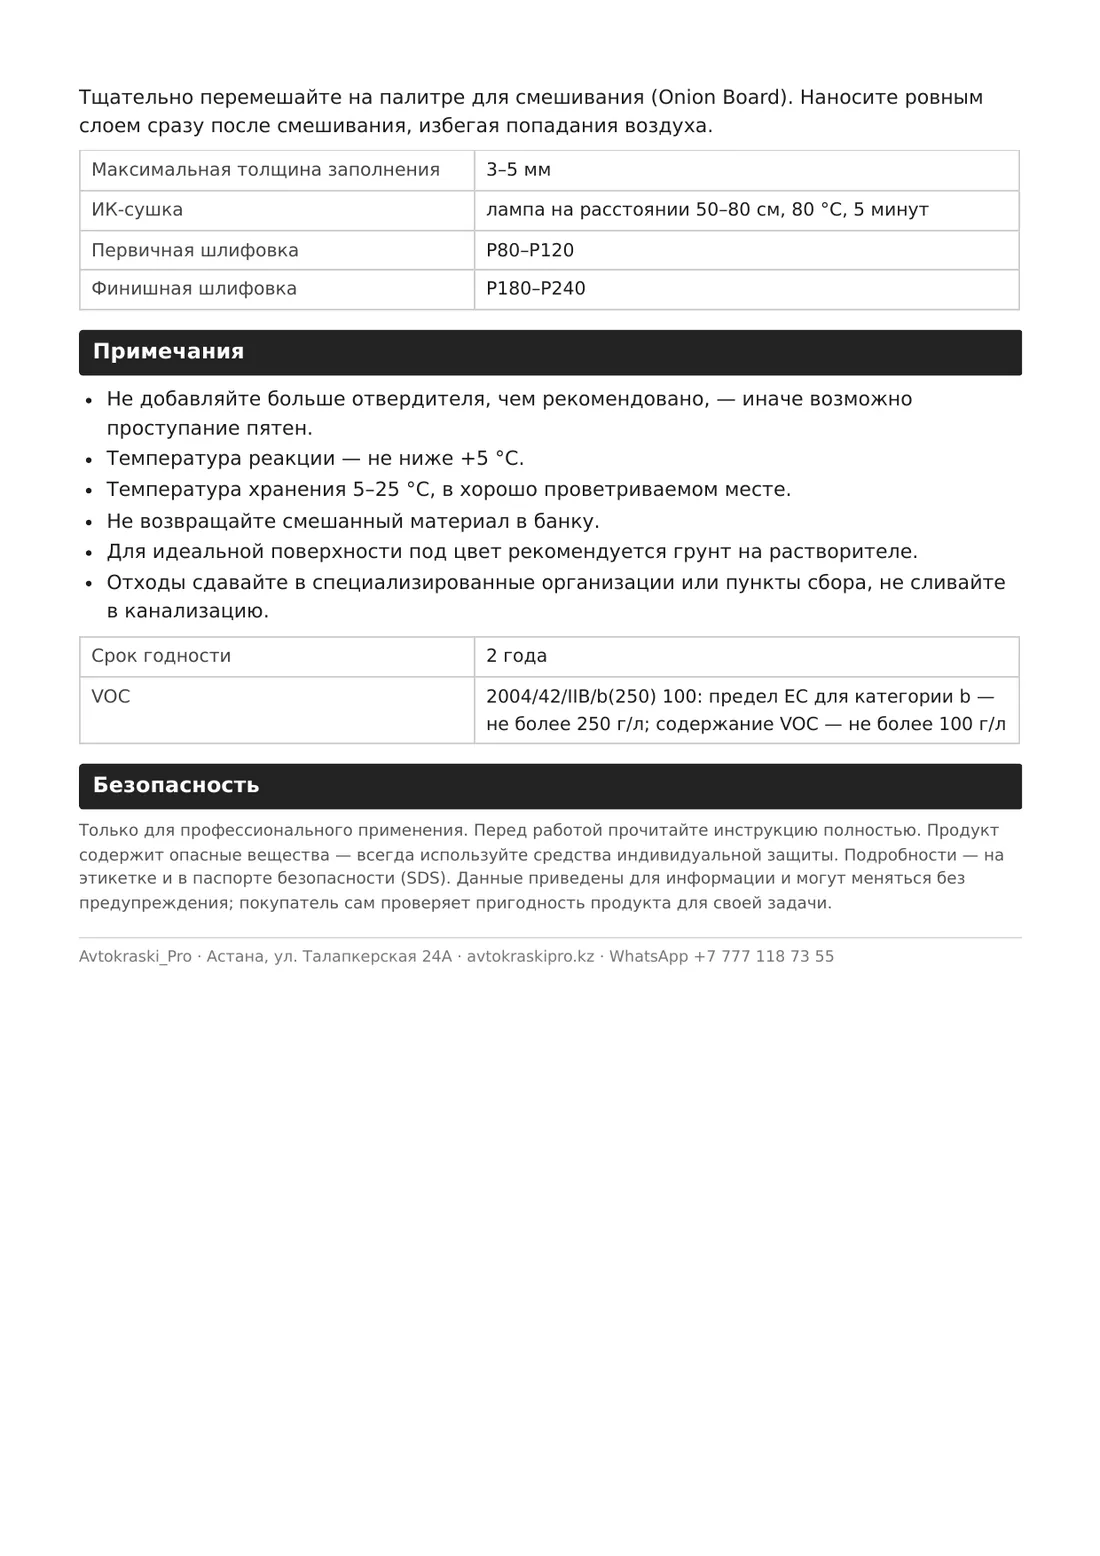 Тщательно перемешайте на палитре для смешивания (Onion Board). Наносите ровным
слоем сразу после смешивания, избегая попадания воздуха.
Максимальная толщина заполнения 3–5 мм
ИК-сушка лампа на расстоянии 50–80 см, 80 °C, 5 минут
Первичная шлифовка P80–P120
Финишная шлифовка P180–P240
Примечания
• Не добавляйте больше отвердителя, чем рекомендовано, — иначе возможно
проступание пятен.
• Температура реакции — не ниже +5 °C.
• Температура хранения 5–25 °C, в хорошо проветриваемом месте.
• Не возвращайте смешанный материал в банку.
• Для идеальной поверхности под цвет рекомендуется грунт на растворителе.
• Отходы сдавайте в специализированные организации или пункты сбора, не сливайте
в канализацию.
Срок годности 2 года
VOC 2004/42/IIB/b(250) 100: предел ЕС для категории b —
не более 250 г/л; содержание VOC — не более 100 г/л
Безопасность
Только для профессионального применения. Перед работой прочитайте инструкцию полностью. Продукт
содержит опасные вещества — всегда используйте средства индивидуальной защиты. Подробности — на
этикетке и в паспорте безопасности (SDS). Данные приведены для информации и могут меняться без
предупреждения; покупатель сам проверяет пригодность продукта для своей задачи.
Avtokraski_Pro · Астана, ул. Талапкерская 24А · avtokraskipro.kz · WhatsApp +7 777 118 73 55